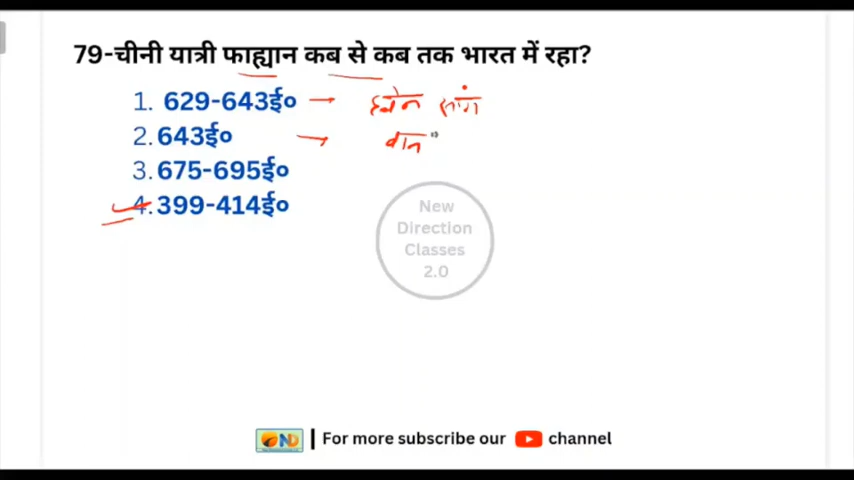 79-चीनी यात्री फाह्यान कब से कब तक भारत में रहा?
1. 629-643ई० → ह्वेन सांग
2. 643ई० → वान
3. 675-695ई०
4. 399-414ई०
New
Direction
Classes
2.0
ND | For more subscribe our channel